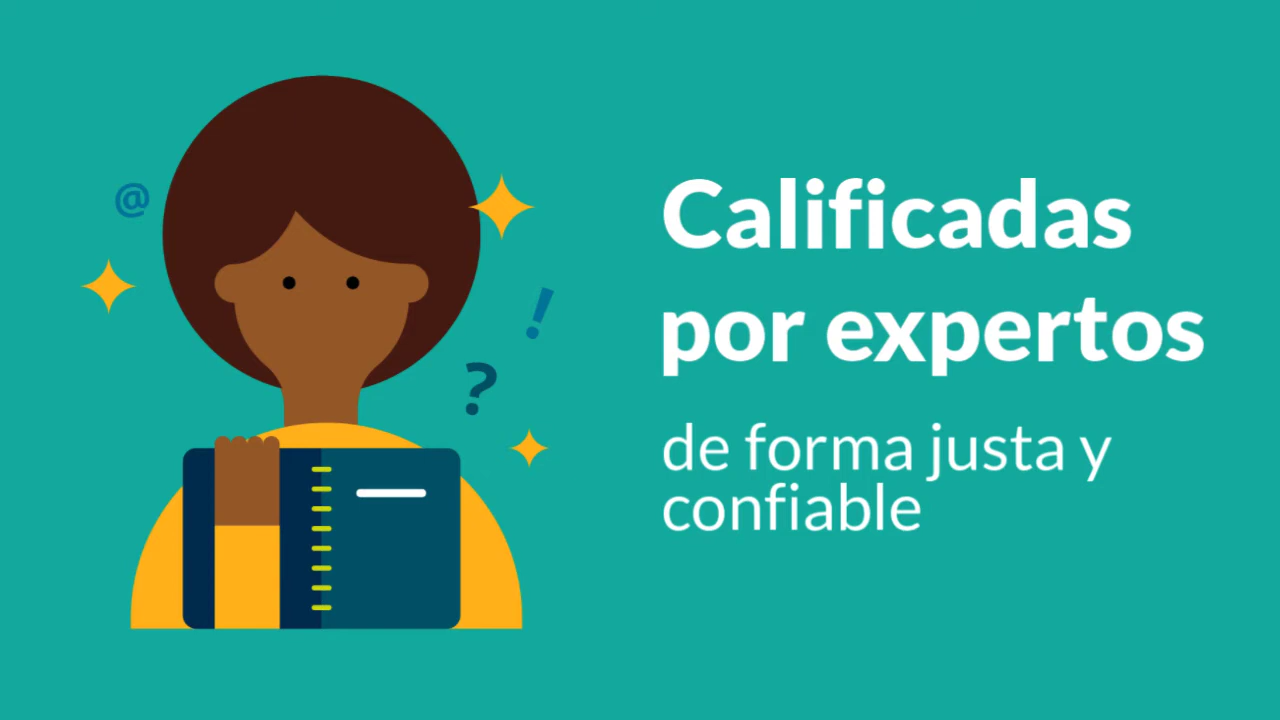 @
!
?
Calificadas
por expertos
de forma justa y
confiable